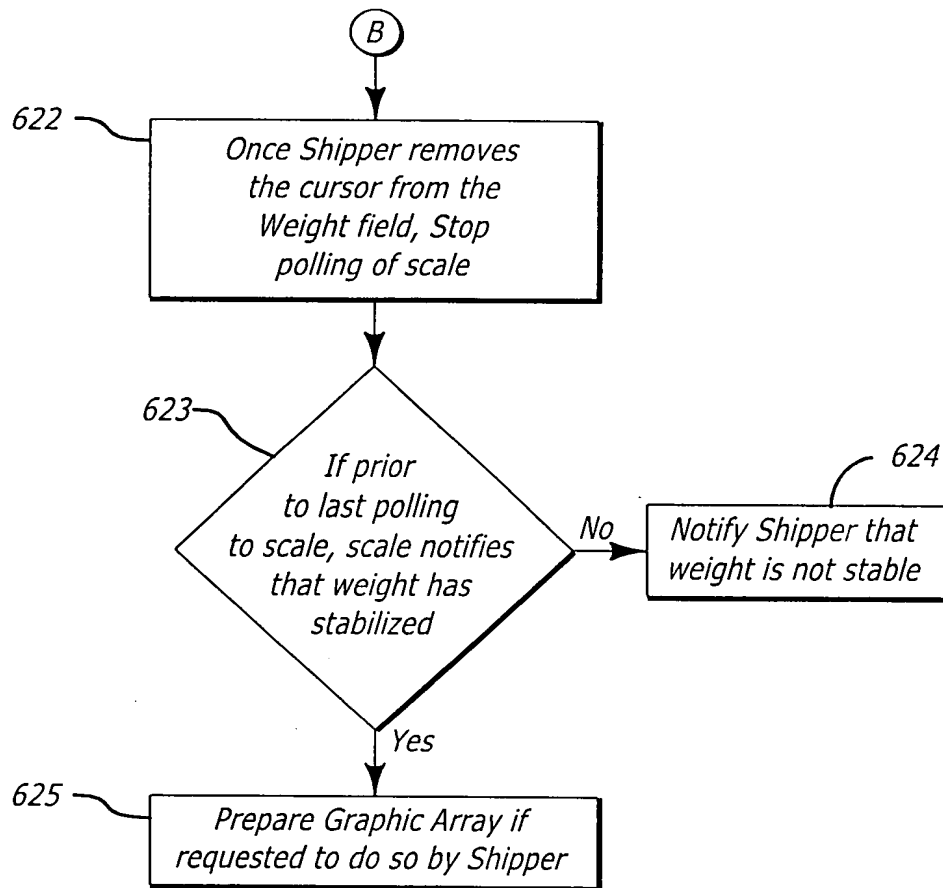 B
622
Once Shipper removes
the cursor from the
Weight field, Stop
polling of scale
623
If prior
to last polling
to scale, scale notifies
that weight has
stabilized
No
624
Notify Shipper that
weight is not stable
Yes
625
Prepare Graphic Array if
requested to do so by Shipper